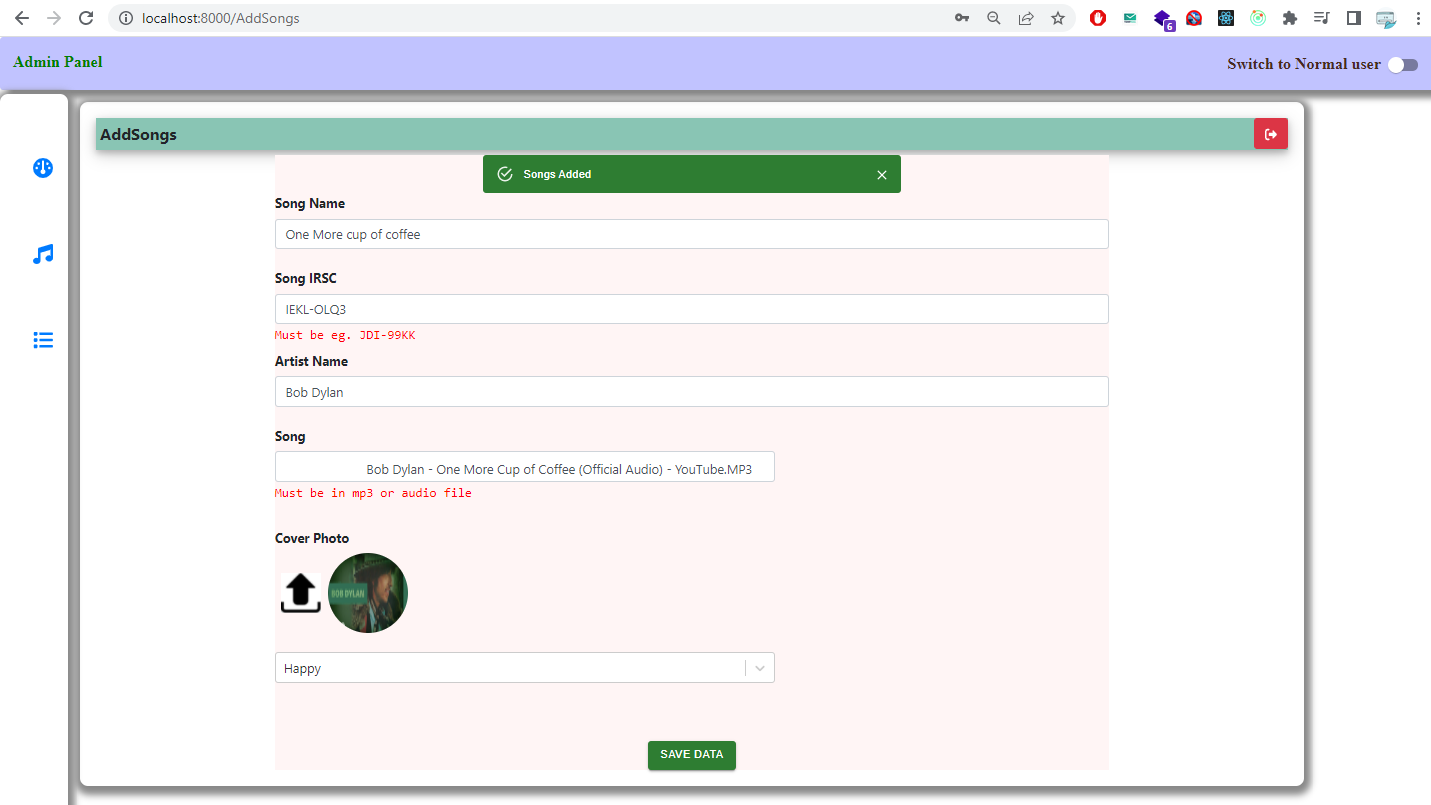 localhost:8000/AddSongs
6
Admin Panel
Switch to Normal user
AddSongs
Songs Added
Song Name
One More cup of coffee
Song IRSC
IEKL-OLQ3
Must be eg. JDI-99KK
Artist Name
Bob Dylan
Song
Bob Dylan - One More Cup of Coffee (Official Audio) - YouTube.MP3
Must be in mp3 or audio file
Cover Photo
BOB DYLAN
Happy
SAVE DATA